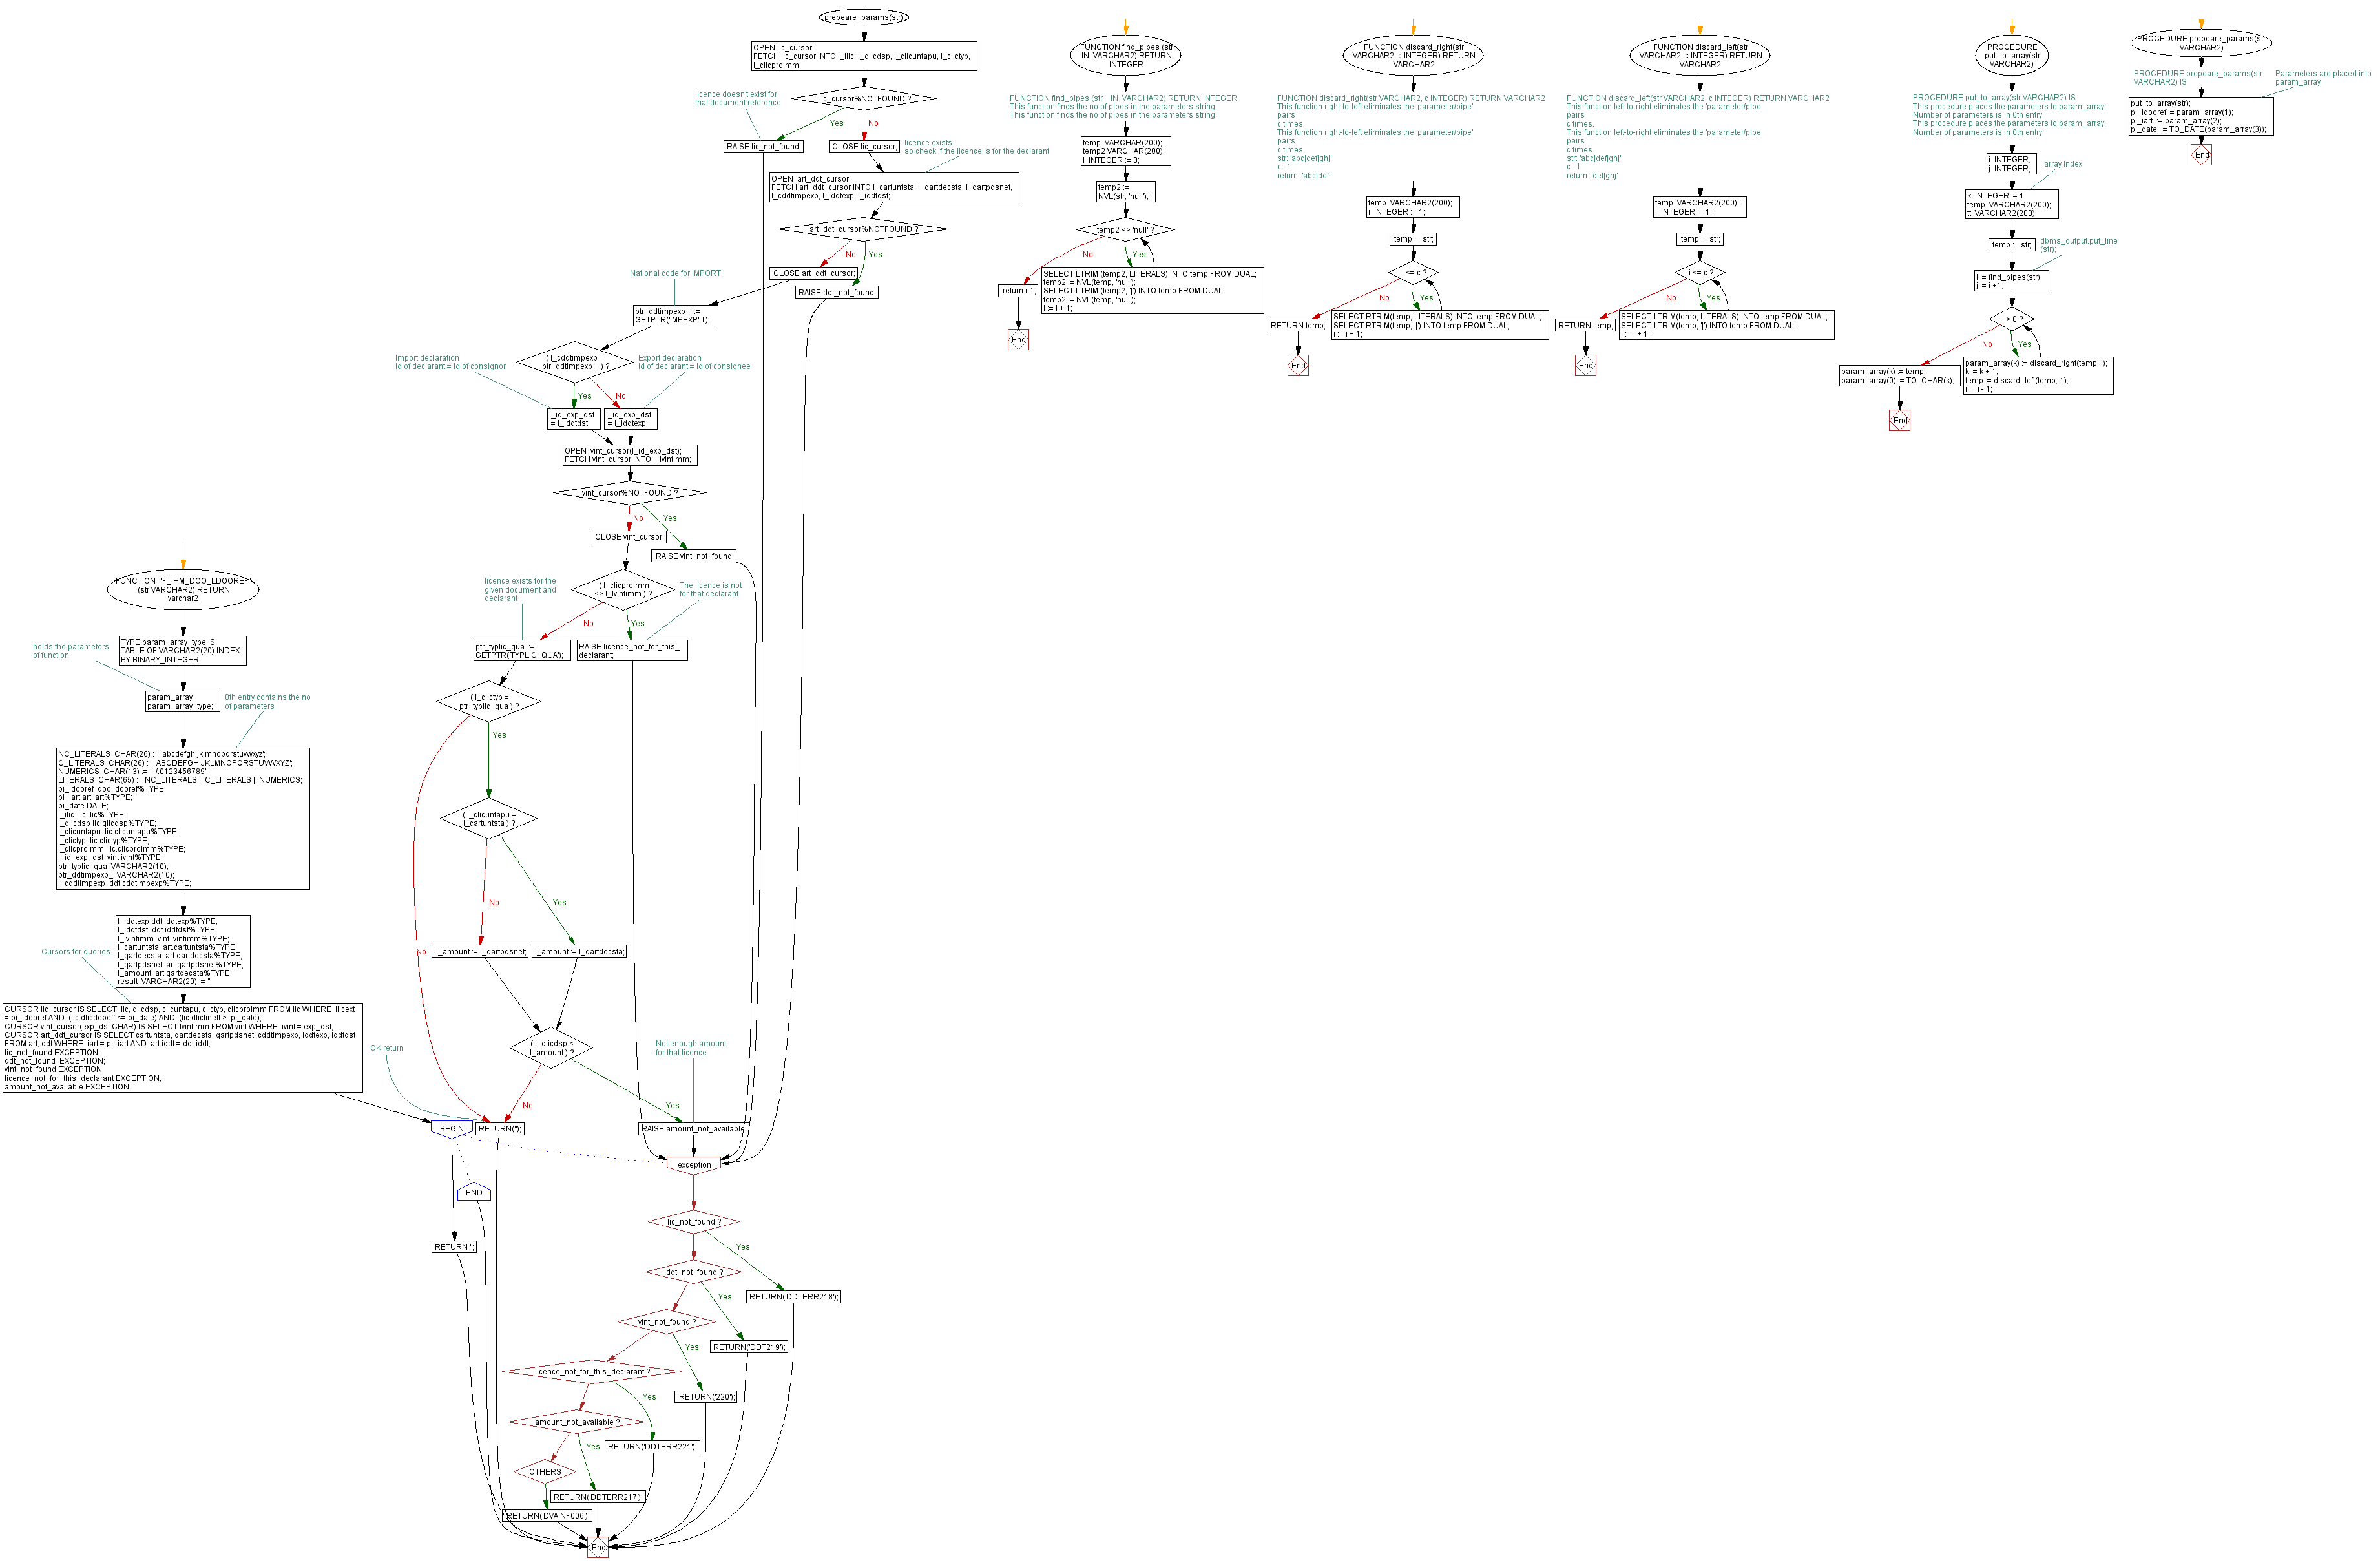 prepeare_params(str);
OPEN lic_cursor;
FETCH lic_cursor INTO l_ilic, l_qlicdsp, l_clicuntapu, l_clictyp,
l_clicproimm;
lic_cursor%NOTFOUND ?
licence doesn't exist for
that document reference
Yes
No
RAISE lic_not_found;
CLOSE lic_cursor;
licence exists
so check if the licence is for the declarant
OPEN art_ddt_cursor;
FETCH art_ddt_cursor INTO l_cartuntsta, l_qartdecsta, l_qartpdsnet,
l_cddtimpexp, l_iddtexp, l_iddtdst;
art_ddt_cursor%NOTFOUND ?
No
Yes
CLOSE art_ddt_cursor;
RAISE ddt_not_found;
National code for IMPORT
ptr_ddtimpexp_I :=
GETPTR('IMPEXP','I');
( l_cddtimpexp =
ptr_ddtimpexp_I ) ?
Import declaration
Id of declarant = Id of consignor
Export declaration
Id of declarant = Id of consignee
Yes
No
l_id_exp_dst
:= l_iddtdst;
l_id_exp_dst
:= l_iddtexp;
OPEN vint_cursor(l_id_exp_dst);
FETCH vint_cursor INTO l_lvintimm;
vint_cursor%NOTFOUND ?
No
Yes
CLOSE vint_cursor;
RAISE vint_not_found;
( l_clicproimm
<> l_lvintimm ) ?
licence exists for the
given document and
declarant
The licence is not
for that declarant
No
Yes
ptr_typlic_qua :=
GETPTR('TYPLIC','QUA');
RAISE licence_not_for_this_
declarant;
( l_clictyp =
ptr_typlic_qua ) ?
Yes
( l_clicuntapu =
l_cartuntsta ) ?
No
Yes
No
l_amount := l_qartpdsnet;
l_amount := l_qartdecsta;
( l_qlicdsp <
l_amount ) ?
Not enough amount
for that licence
OK return
No
Yes
RETURN('');
RAISE amount_not_available;
FUNCTION "F_IHM_DOO_LDOOREF"
(str VARCHAR2) RETURN
varchar2
TYPE param_array_type IS
TABLE OF VARCHAR2(20) INDEX
BY BINARY_INTEGER;
holds the parameters
of function
param_array
param_array_type;
0th entry contains the no
of parameters
NC_LITERALS CHAR(26) := 'abcdefghijklmnopqrstuvwxyz';
C_LITERALS CHAR(26) := 'ABCDEFGHIJKLMNOPQRSTUVWXYZ';
NUMERICS CHAR(13) := '_/.0123456789';
LITERALS CHAR(65) := NC_LITERALS || C_LITERALS || NUMERICS;
pi_ldooref doo.ldooref%TYPE;
pi_iart art.iart%TYPE;
pi_date DATE;
l_ilic lic.ilic%TYPE;
l_qlicdsp lic.qlicdsp%TYPE;
l_clicuntapu lic.clicuntapu%TYPE;
l_clictyp lic.clictyp%TYPE;
l_clicproimm lic.clicproimm%TYPE;
l_id_exp_dst vint.ivint%TYPE;
ptr_typlic_qua VARCHAR2(10);
ptr_ddtimpexp_I VARCHAR2(10);
l_cddtimpexp ddt.cddtimpexp%TYPE;
l_iddtexp ddt.iddtexp%TYPE;
l_iddtdst ddt.iddtdst%TYPE;
l_lvintimm vint.lvintimm%TYPE;
l_cartuntsta art.cartuntsta%TYPE;
l_qartdecsta art.qartdecsta%TYPE;
l_qartpdsnet art.qartpdsnet%TYPE;
l_amount art.qartdecsta%TYPE;
result VARCHAR2(20) := '';
Cursors for queries
CURSOR lic_cursor IS SELECT ilic, qlicdsp, clicuntapu, clictyp, clicproimm FROM lic WHERE ilicext
= pi_ldooref AND (lic.dlicdebeff <= pi_date) AND (lic.dlicfineff > pi_date);
CURSOR vint_cursor(exp_dst CHAR) IS SELECT lvintimm FROM vint WHERE ivint = exp_dst;
CURSOR art_ddt_cursor IS SELECT cartuntsta, qartdecsta, qartpdsnet, cddtimpexp, iddtexp, iddtdst
FROM art, ddt WHERE iart = pi_iart AND art.iddt = ddt.iddt;
lic_not_found EXCEPTION;
ddt_not_found EXCEPTION;
vint_not_found EXCEPTION;
licence_not_for_this_declarant EXCEPTION;
amount_not_available EXCEPTION;
BEGIN
exception
END
RETURN '';
lic_not_found ?
Yes
ddt_not_found ?
RETURN('DDTERR218');
Yes
vint_not_found ?
RETURN('DDT219');
Yes
licence_not_for_this_declarant ?
RETURN('220');
Yes
amount_not_available ?
RETURN('DDTERR221');
Yes
OTHERS
RETURN('DDTERR217');
RETURN('DVAINF006');
End
FUNCTION find_pipes (str
IN VARCHAR2) RETURN
INTEGER
FUNCTION find_pipes (str IN VARCHAR2) RETURN INTEGER
This function finds the no of pipes in the parameters string.
This function finds the no of pipes in the parameters string.
temp VARCHAR(200);
temp2 VARCHAR(200);
i INTEGER := 0;
temp2 :=
NVL(str, 'null');
temp2 <> 'null' ?
No
Yes
return i-1;
SELECT LTRIM (temp2, LITERALS) INTO temp FROM DUAL;
temp2 := NVL(temp, 'null');
SELECT LTRIM (temp2, '|') INTO temp FROM DUAL;
temp2 := NVL(temp, 'null');
i := i + 1;
End
FUNCTION discard_right(str
VARCHAR2, c INTEGER) RETURN
VARCHAR2
FUNCTION discard_right(str VARCHAR2, c INTEGER) RETURN VARCHAR2
This function right-to-left eliminates the 'parameter/pipe'
pairs
c times.
This function right-to-left eliminates the 'parameter/pipe'
pairs
c times.
str: 'abc|def|ghj'
c : 1
return :'abc|def'
temp VARCHAR2(200);
i INTEGER := 1;
temp := str;
i <= c ?
No
Yes
RETURN temp;
SELECT RTRIM(temp, LITERALS) INTO temp FROM DUAL;
SELECT RTRIM(temp, '|') INTO temp FROM DUAL;
i := i + 1;
End
FUNCTION discard_left(str
VARCHAR2, c INTEGER) RETURN
VARCHAR2
FUNCTION discard_left(str VARCHAR2, c INTEGER) RETURN VARCHAR2
This function left-to-right eliminates the 'parameter/pipe'
pairs
c times.
This function left-to-right eliminates the 'parameter/pipe'
pairs
c times.
str: 'abc|def|ghj'
c : 1
return :'def|ghj'
temp VARCHAR2(200);
i INTEGER := 1;
temp := str;
i <= c ?
No
Yes
RETURN temp;
SELECT LTRIM(temp, LITERALS) INTO temp FROM DUAL;
SELECT LTRIM(temp, '|') INTO temp FROM DUAL;
i := i + 1;
End
PROCEDURE
put_to_array(str
VARCHAR2)
PROCEDURE put_to_array(str VARCHAR2) IS
This procedure places the parameters to param_array.
Number of parameters is in 0th entry
This procedure places the parameters to param_array.
Number of parameters is in 0th entry
i INTEGER;
j INTEGER;
array index
k INTEGER := 1;
temp VARCHAR2(200);
tt VARCHAR2(200);
temp := str;
dbms_output.put_line
(str);
i := find_pipes(str);
j := i +1;
i > 0 ?
No
Yes
param_array(k) := temp;
param_array(0) := TO_CHAR(k);
param_array(k) := discard_right(temp, i);
k := k + 1;
temp := discard_left(temp, 1);
i := i - 1;
End
PROCEDURE prepeare_params(str
VARCHAR2)
PROCEDURE prepeare_params(str
VARCHAR2) IS
Parameters are placed into
param_array
put_to_array(str);
pi_ldooref := param_array(1);
pi_iart := param_array(2);
pi_date := TO_DATE(param_array(3));
End